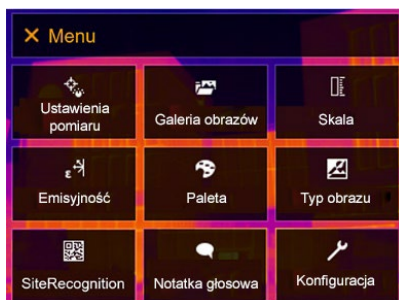 × Menu
Ustawienia
pomiaru
Galeria obrazów
Skala
ε
Emisyjność
Paleta
Typ obrazu
SiteRecognition
Notatka głosowa
Konfiguracja